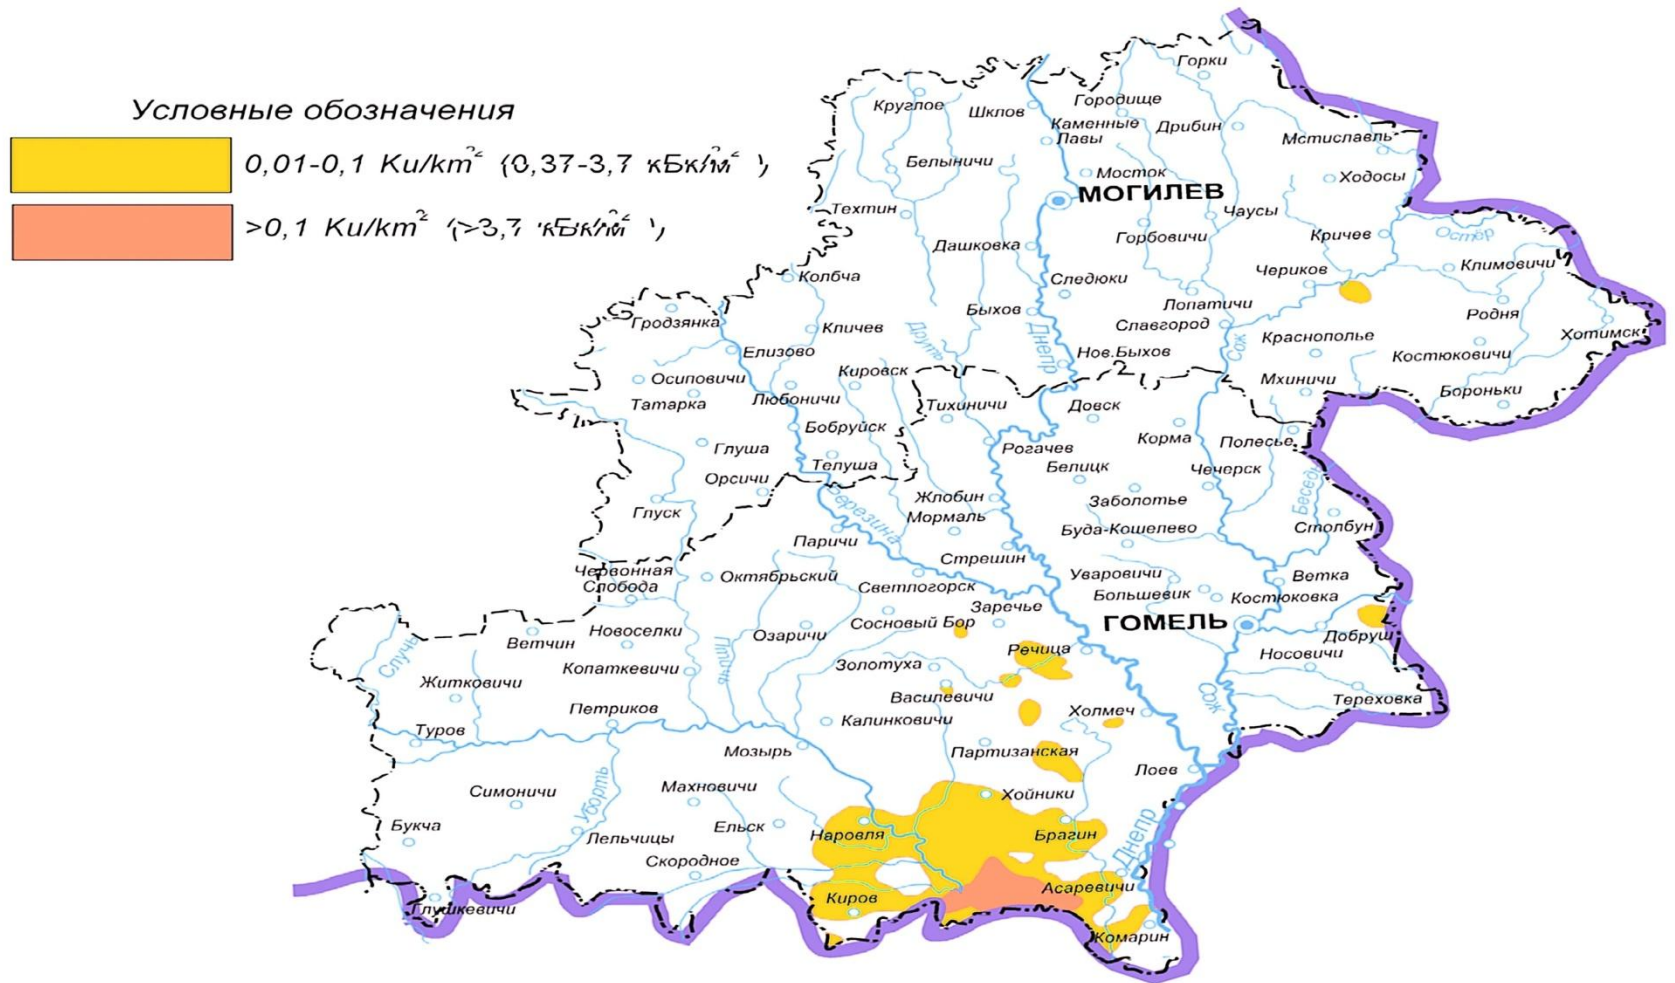 Условные обозначения
0,01-0,1 Ku/km² (0,37-3,7 кБк/м²)
>0,1 Ku/km² (>3,7 кБк/м²)
Горки
Круглое
Шклов
Городище
Каменные
Лавы
Дрибин
Мстиславль
Белыничи
Мосток
Ходосы
МОГИЛЕВ
Техтин
Чаусы
Дашковка
Горбовичи
Кричев
Остёр
Колбча
Следюки
Чериков
Климовичи
Гродзянка
Кличев
Быхов
Лопатичи
Славгород
Родня
Хотимск
Друть
Днепр
Сож
Краснополье
Елизово
Нов.Быхов
Костюковичи
Осиповичи
Кировск
Мхиничи
Бороньки
Татарка
Любоничи
Тихиничи
Довск
Бобруйск
Корма
Полесье
Глуша
Рогачев
Телуша
Белицк
Чечерск
Орсичи
Беседь
Глуск
Березина
Жлобин
Заболотье
Мормаль
Буда-Кошелево
Столбун
Паричи
Стрешин
Червонная
Слобода
Октябрьский
Светлогорск
Уваровичи
Ветка
Большевик
Костюковка
Заречье
Сосновый Бор
ГОМЕЛЬ
Добруш
Случь
Ветчин
Новоселки
Озаричи
Птичь
Речица
Носовичи
Копаткевичи
Золотуха
Житковичи
Василевичи
Сож
Тереховка
Петриков
Калинковичи
Холмеч
Туров
Мозырь
Партизанская
Лоев
Симоничи
Уборть
Махновичи
Хойники
Букча
Ельск
Наровля
Брагин
Днепр
Лельчицы
Скородное
Асаревичи
Киров
Глушкевичи
Комарин